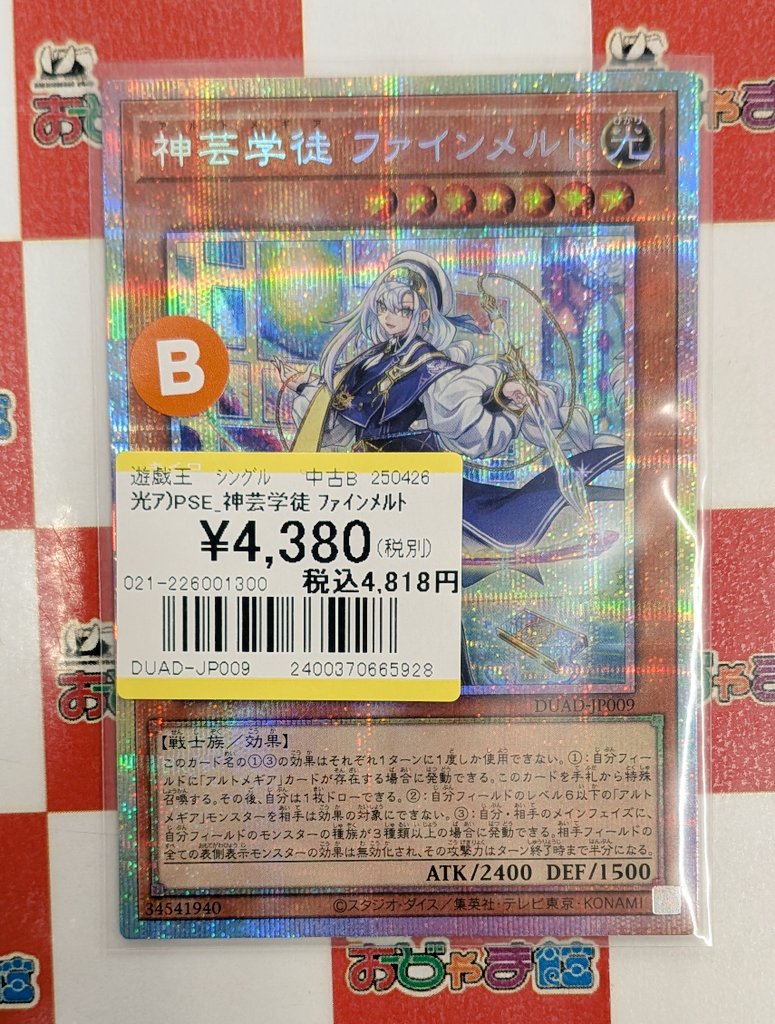 おじゃま館
アルトメギア
神芸学徒 ファインメルト
ひかり
光
B
遊戯王 シングル 中古B 250426
光ア)PSE_神芸学徒 ファインメルト
¥4,380(税別)
021-226001300 税込4,818円
DUAD-JP009 2400370665928
DUAD-JP009
【戦士族/効果】
このカード名の①③の効果はそれぞれ1ターンに1度しか使用できない。①:自分フィー
ルドに「アルトメギア」カードが存在する場合に発動できる。このカードを手札から特殊
召喚する。その後、自分は1枚ドローできる。②:自分フィールドのレベル6以下の「アルト
メギア」モンスターを相手は効果の対象にできない。③:自分・相手のメインフェイズに、
自分フィールドのモンスターの種族が3種類以上の場合に発動できる。相手フィールドの
全ての表側表示モンスターの効果は無効化され、その攻撃力はターン終了時まで半分になる。
ATK/2400 DEF/1500
34541940 ©スタジオ・ダイス/集英社・テレビ東京・KONAMI
おじゃま館